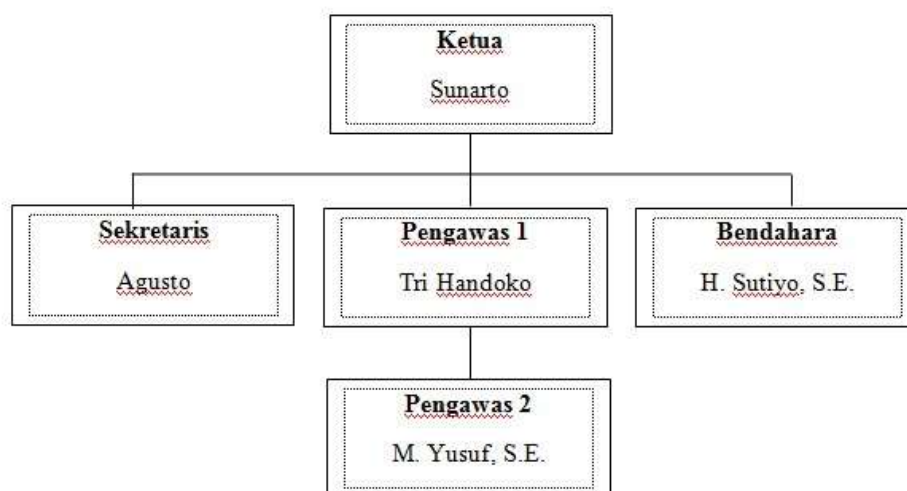 Ketua
Sunarto
Sekretaris
Agusto
Pengawas 1
Tri Handoko
Bendahara
H. Sutiyo, S.E.
Pengawas 2
M. Yusuf, S.E.